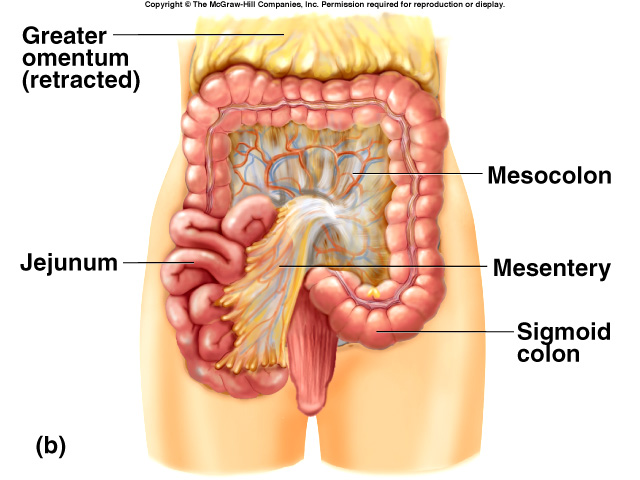 Copyright © The McGraw-Hill Companies, Inc. Permission required for reproduction or display.
Greater
omentum
(retracted)
Mesocolon
Jejunum
Mesentery
Sigmoid
colon
(b)